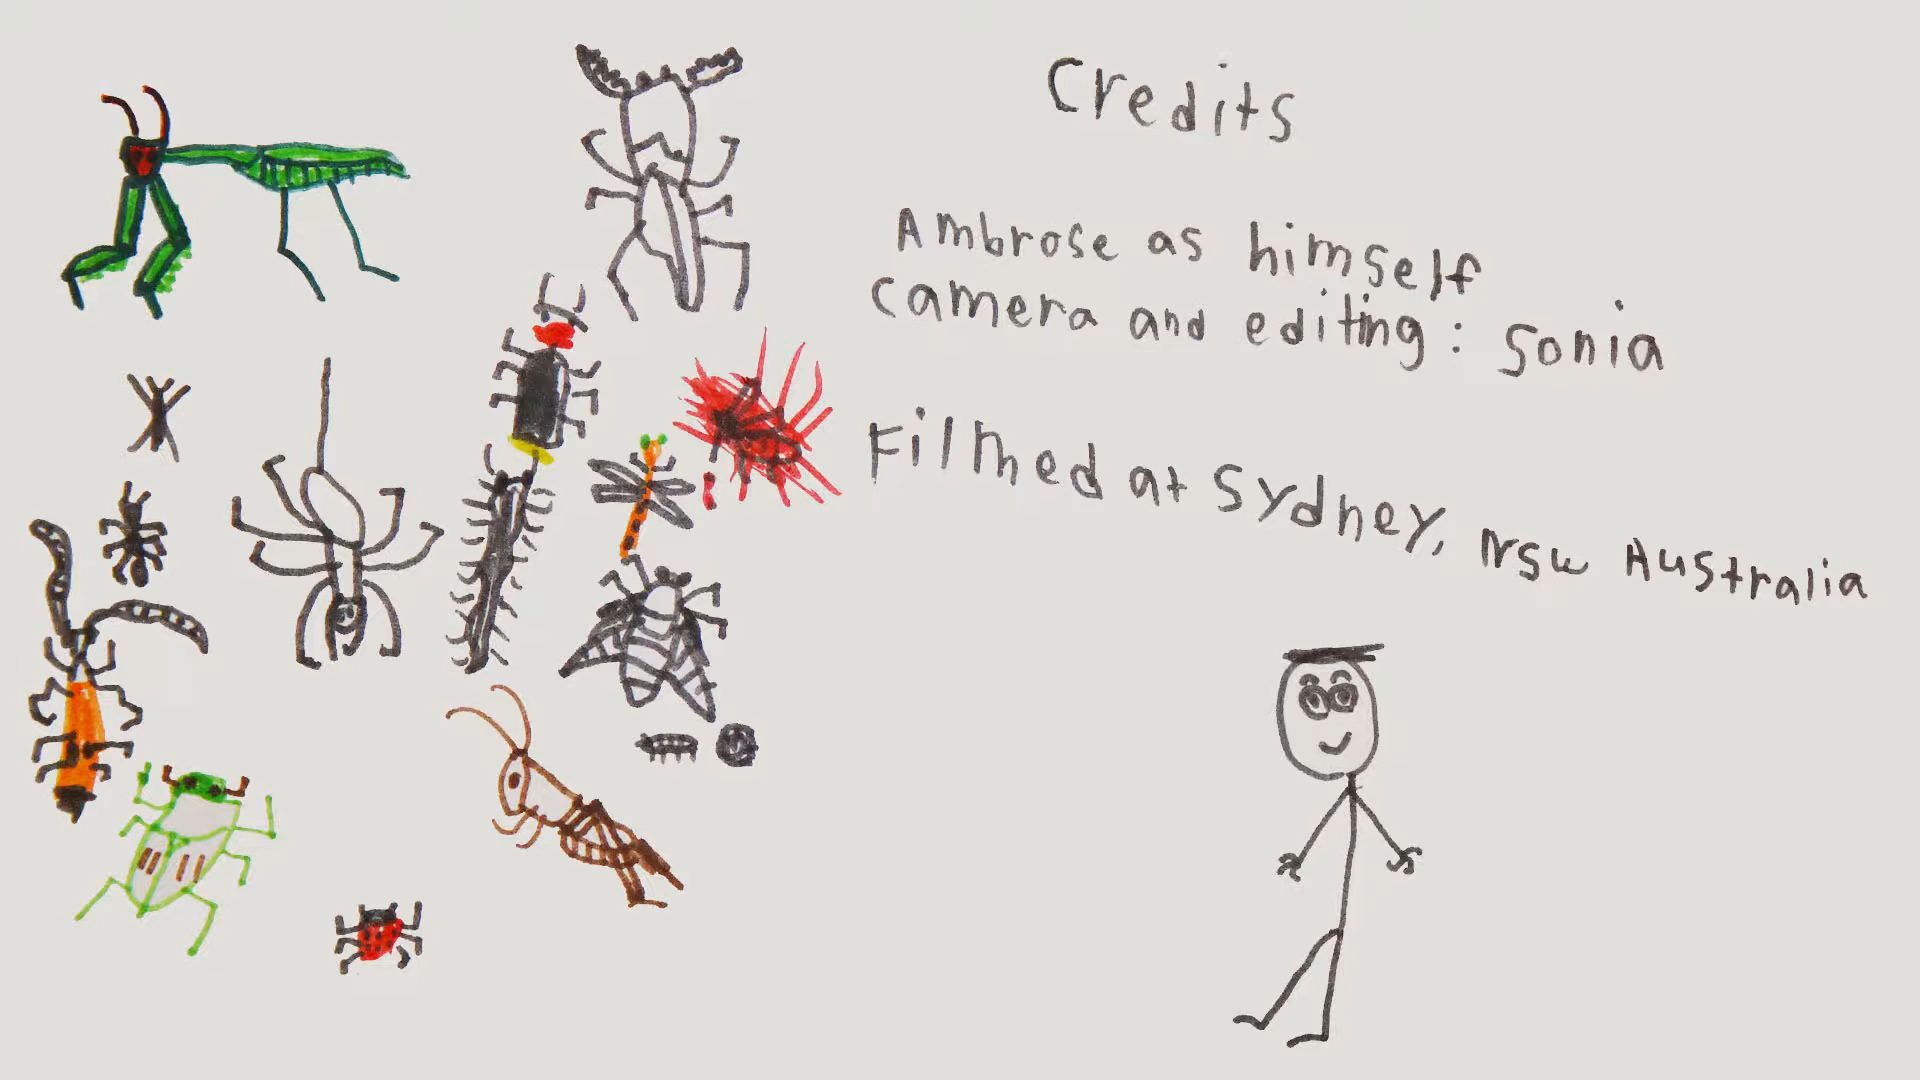 Credits
Ambrose as himself
camera and editing: Sonia
Filmed at Sydney, NSW Australia